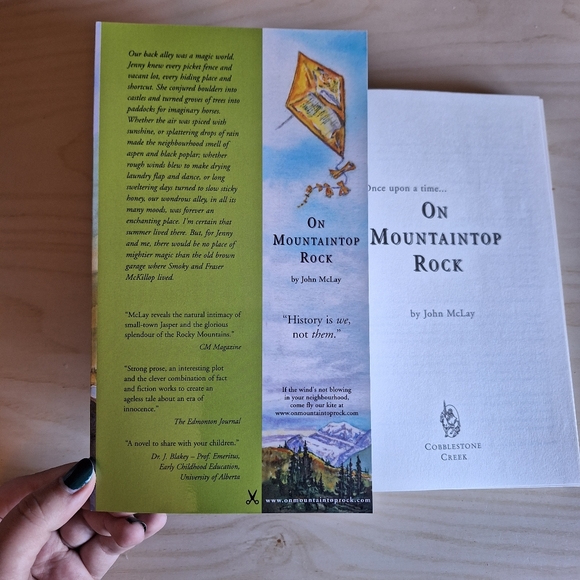 Our back alley was a magic world.
Jenny knew every picket fence and
vacant lot, every hiding place and
shortcut. She conjured boulders into
castles and turned groves of trees into
paddocks for imaginary horses.
Whether the air was spiced with
sunshine, or splattering drops of rain
made the neighbourhood smell of
aspen and black poplar; whether
rough winds blew to make drying
laundry flap and dance, or long
sweltering days turned to slow sticky
honey, our wondrous alley, in all its
many moods, was forever an
enchanting place. I'm certain that
summer lived there. But, for Jenny
and me, there would be no place of
mightier magic than the old brown
garage where Smoky and Fraser
McKillop lived.
"McLay reveals the natural intimacy of
small-town Jasper and the glorious
splendour of the Rocky Mountains."
CM Magazine
"Strong prose, an interesting plot
and the clever combination of fact
and fiction works to create an
ageless tale about an era of
innocence."
The Edmonton Journal
"A novel to share with your children."
Dr. J. Blakey – Prof. Emeritus,
Early Childhood Education,
University of Alberta
On
Mountaintop
Rock
by John McLay
"History is we,
not them."
If the wind's not blowing
in your neighbourhood,
come fly our kite at
www.onmountaintoprock.com
www.onmountaintoprock.com
Once upon a time...
On
Mountaintop
Rock
by John McLay
Cobblestone
Creek